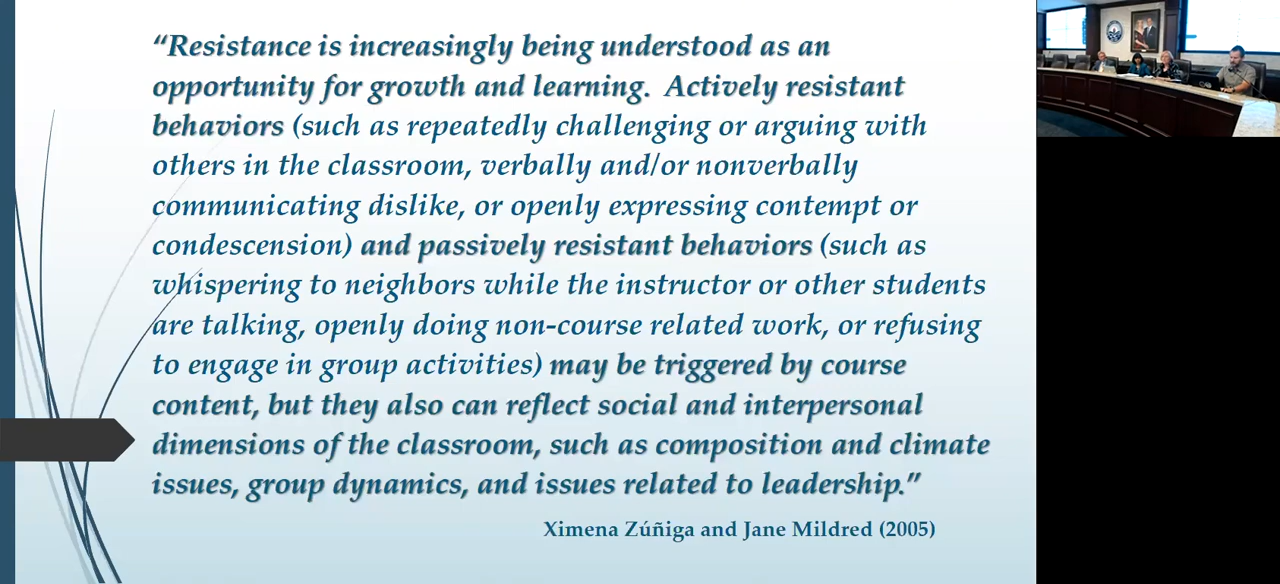 “Resistance is increasingly being understood as an
opportunity for growth and learning.  Actively resistant
behaviors (such as repeatedly challenging or arguing with
others in the classroom, verbally and/or nonverbally
communicating dislike, or openly expressing contempt or
condescension) and passively resistant behaviors (such as
whispering to neighbors while the instructor or other students
are talking, openly doing non-course related work, or refusing
to engage in group activities) may be triggered by course
content, but they also can reflect social and interpersonal
dimensions of the classroom, such as composition and climate
issues, group dynamics, and issues related to leadership.”
Ximena Zúñiga and Jane Mildred (2005)